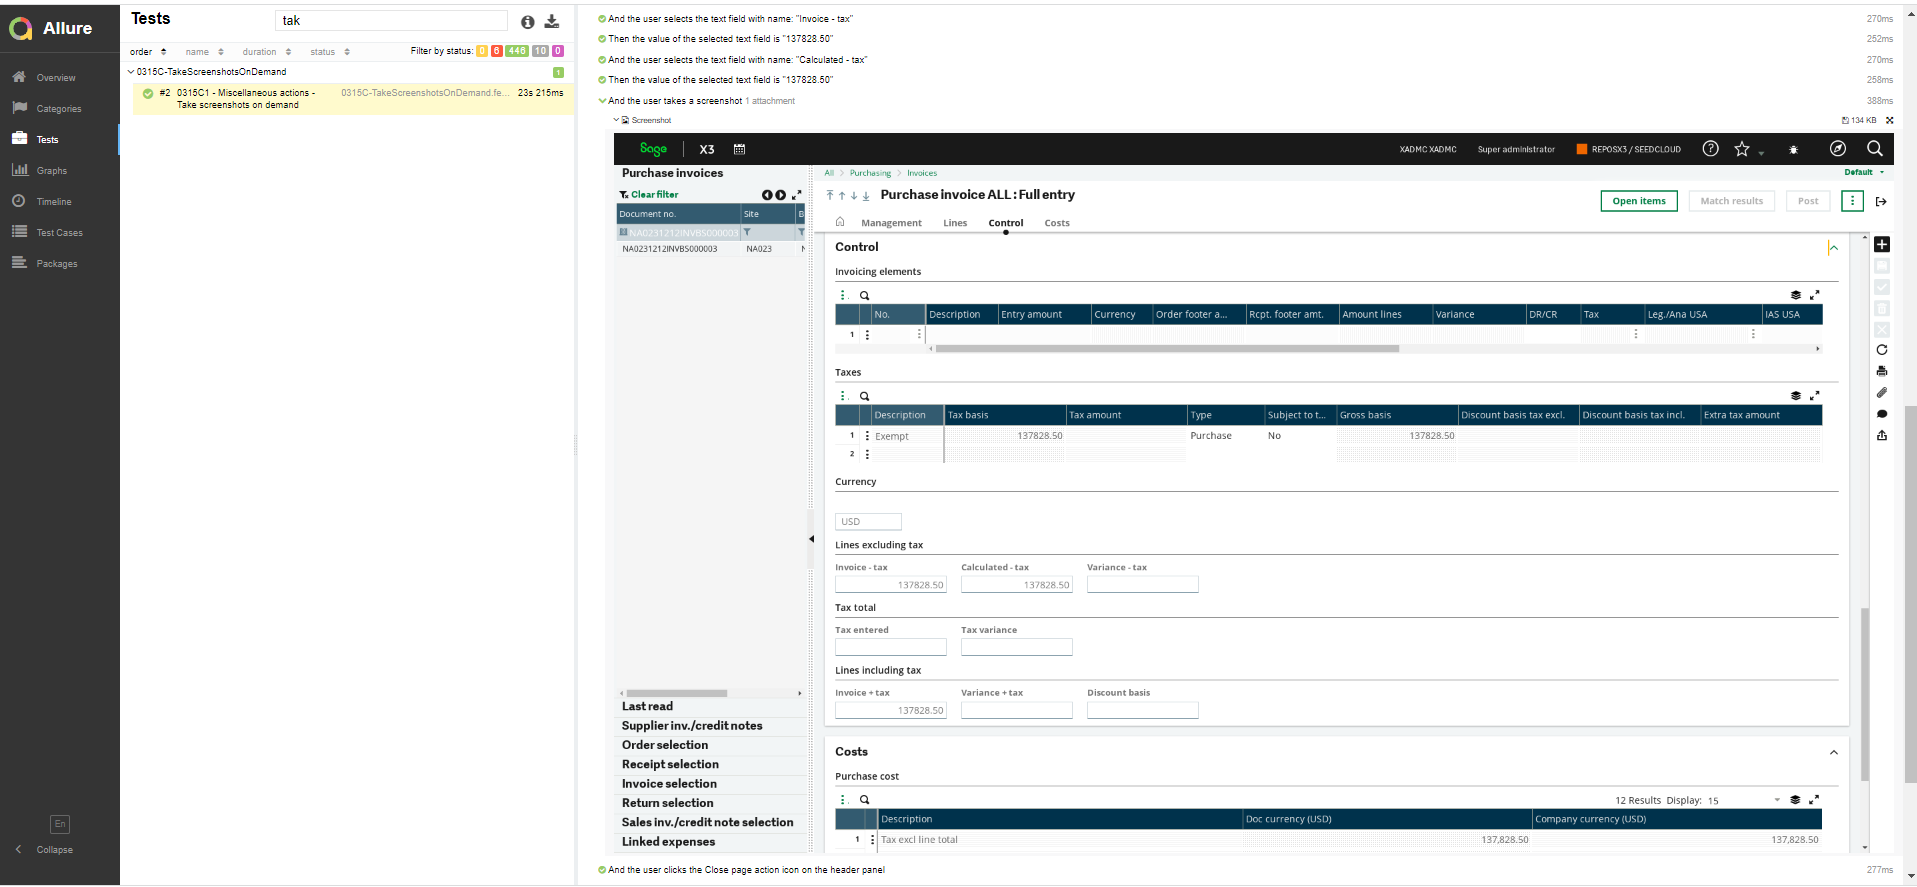 Allure
Overview
Categories
Tests
Graphs
Timeline
Test Cases
Packages
En
Collapse
Tests
tak
order name duration status Filter by status: 0 6 446 10 0
0315C-TakeScreenshotsOnDemand 1
#2 0315C1 - Miscellaneous actions - Take screenshots on demand 0315C-TakeScreenshotsOnDemand.fe... 23s 215ms
And the user selects the text field with name: "Invoice - tax" 270ms
Then the value of the selected text field is "137828.50" 252ms
And the user selects the text field with name: "Calculated - tax" 270ms
Then the value of the selected text field is "137828.50" 258ms
And the user takes a screenshot 1 attachment 388ms
Screenshot 134 KB
Sage X3 XADMC XADMC Super administrator REPOSX3 / SEEDCLOUD
Purchase invoices
Clear filter
Document no. Site B
NA0231212INVBS000003
NA0231212INVBS000003 NA023
Last read
Supplier inv./credit notes
Order selection
Receipt selection
Invoice selection
Return selection
Sales inv./credit note selection
Linked expenses
All > Purchasing > Invoices Default
Purchase invoice ALL : Full entry
Open items Match results Post
Management Lines Control Costs
Control
Invoicing elements
No. Description Entry amount Currency Order footer a... Rcpt. footer amt. Amount lines Variance DR/CR Tax Leg./Ana USA IAS USA
1
Taxes
Description Tax basis Tax amount Type Subject to t... Gross basis Discount basis tax excl. Discount basis tax incl. Extra tax amount
1 Exempt 137828.50 Purchase No 137828.50
2
Currency
USD
Lines excluding tax
Invoice - tax Calculated - tax Variance - tax
137828.50 137828.50
Tax total
Tax entered Tax variance
Lines including tax
Invoice + tax Variance + tax Discount basis
137828.50
Costs
Purchase cost
12 Results Display: 15
Description Doc currency (USD) Company currency (USD)
1 Tax excl line total 137,828.50 137,828.50
And the user clicks the Close page action icon on the header panel 277ms